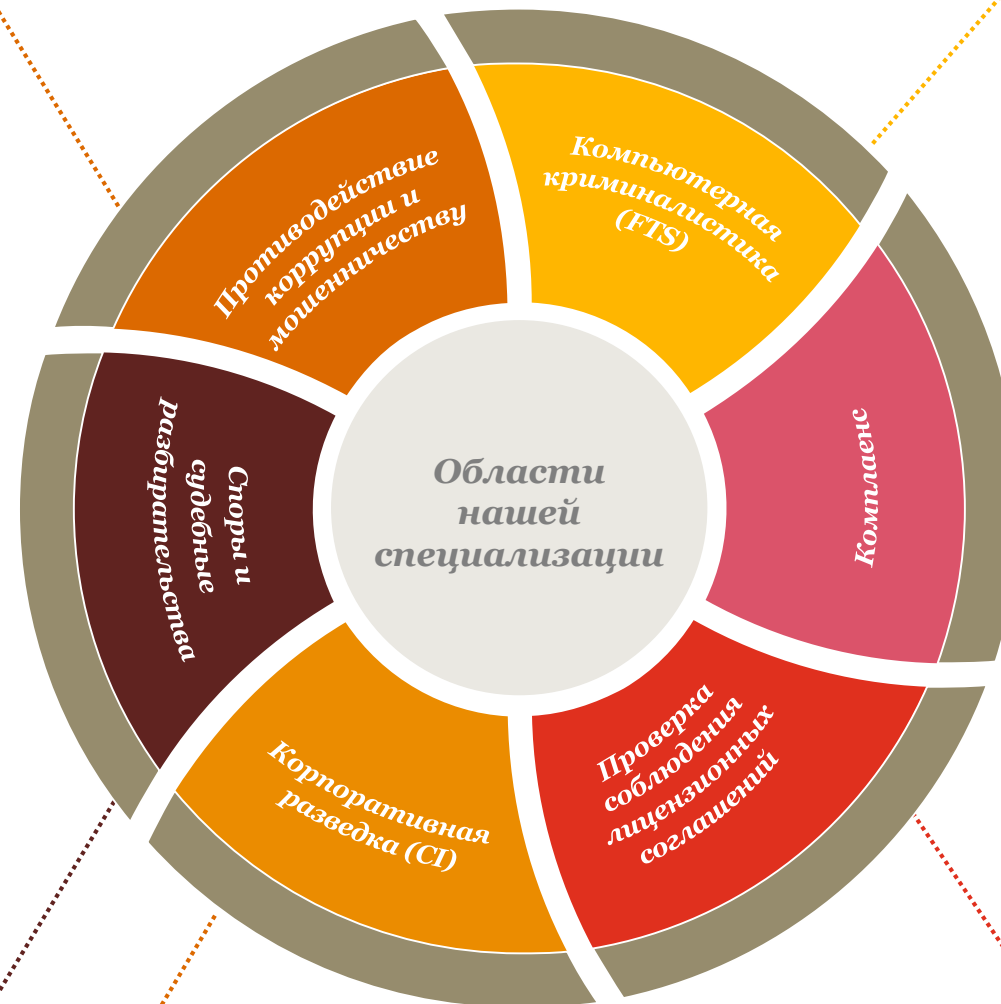 Области
нашей
специализации
Противодействие
коррупции и
мошенничеству
Компьютерная
криминалистика
(FTS)
Комплаенс
Проверка
соблюдения
лицензионных
соглашений
Корпоративная
разведка (CI)
Споры и
судебные
разбирательства